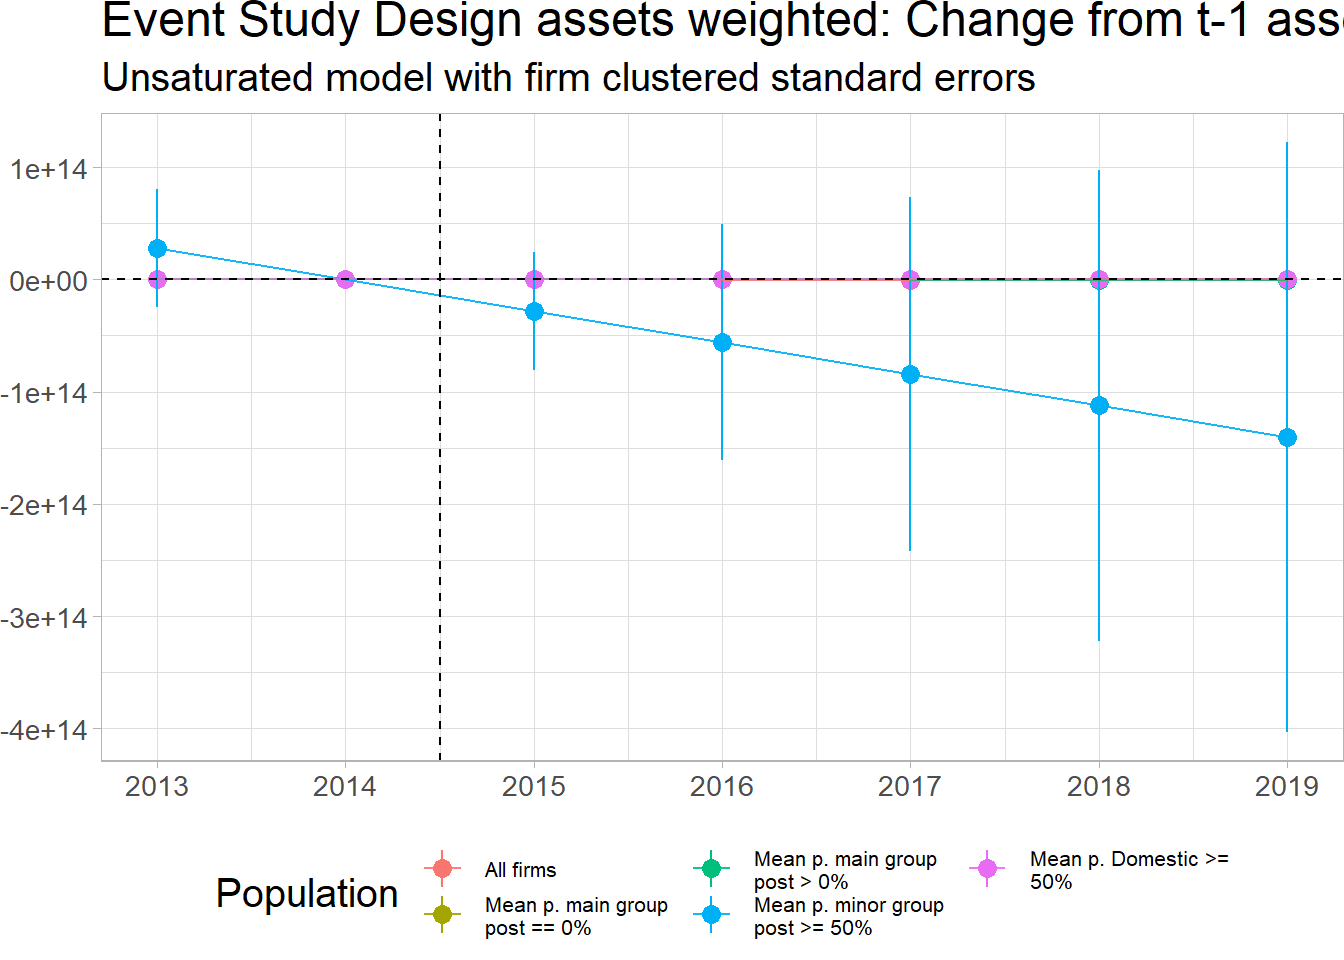 Event Study Design assets weighted: Change from t-1 ass
Unsaturated model with firm clustered standard errors
1e+14
0e+00
-1e+14
-2e+14
-3e+14
-4e+14
2013 2014 2015 2016 2017 2018 2019
Population
All firms
Mean p. main group
post == 0%
Mean p. main group
post > 0%
Mean p. minor group
post >= 50%
Mean p. Domestic >=
50%